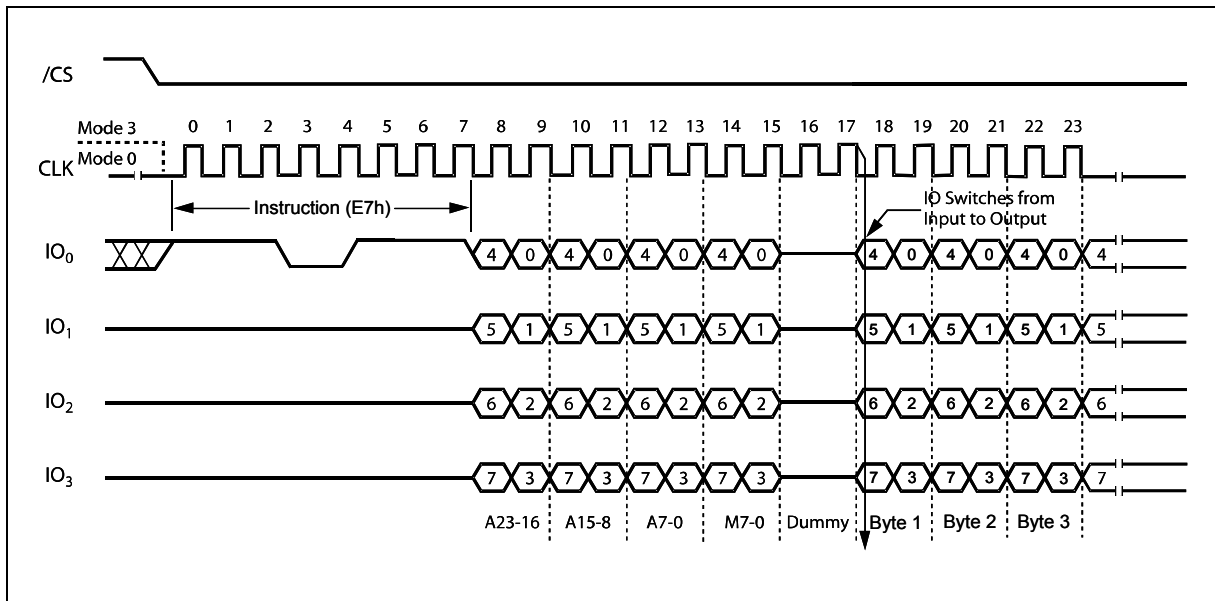 /CS
Mode 3
0 1 2 3 4 5 6 7 8 9 10 11 12 13 14 15 16 17 18 19 20 21 22 23
Mode 0
CLK
Instruction (E7h)
IO Switches from
Input to Output
IO0 4 0 4 0 4 0 4 0 4 0 4 0 4 0 4
IO1 5 1 5 1 5 1 5 1 5 1 5 1 5 1 5
IO2 6 2 6 2 6 2 6 2 6 2 6 2 6 2 6
IO3 7 3 7 3 7 3 7 3 7 3 7 3 7 3 7
A23-16 A15-8 A7-0 M7-0 Dummy Byte 1 Byte 2 Byte 3